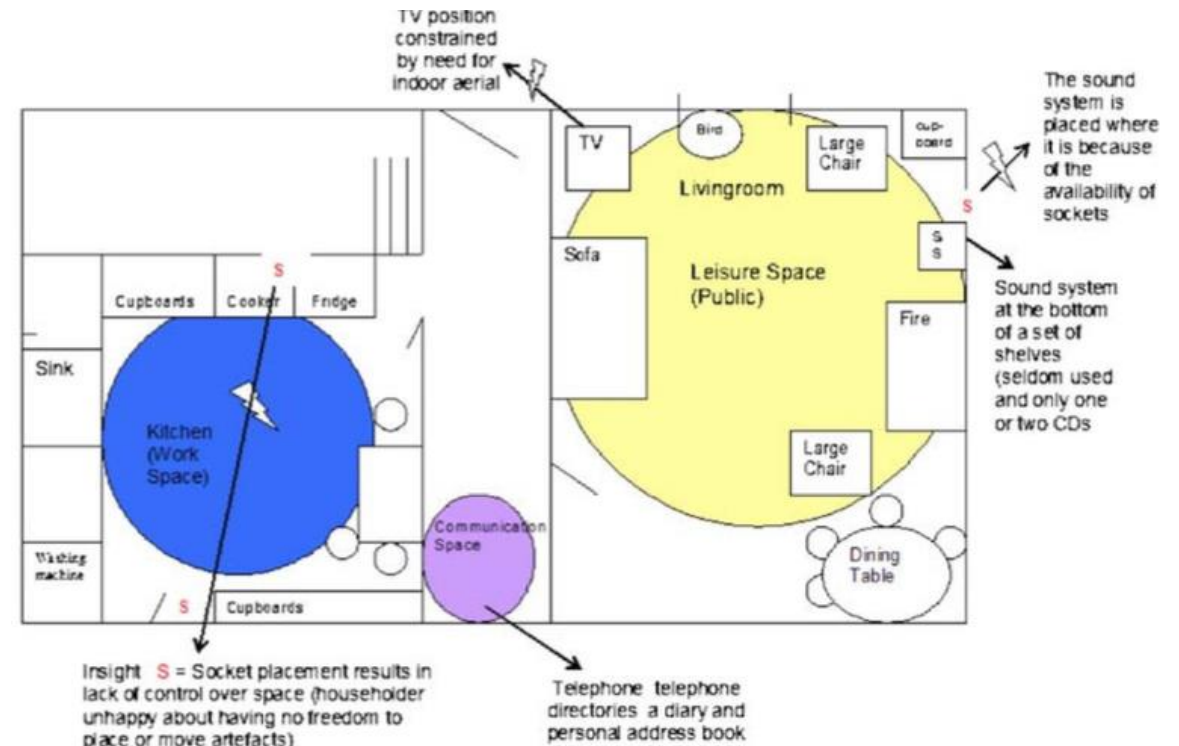 TV position
constrained
by need for
indoor aerial
The sound
system is
placed where
it is because
of the
availability of
sockets
TV
Bird
Large
Chair
cup-
board
Livingroom
S
S
S
Sofa
Leisure Space
(Public)
Fire
Sound system
at the bottom
of a set of
shelves
(seldom used
and only one
or two CDs
S
Cupboards
Cooker
Fridge
Sink
Kitchen
(Work
Space)
Large
Chair
Communication
Space
Dining
Table
Washing
machine
S
Cupboards
Insight S = Socket placement results in
lack of control over space (householder
unhappy about having no freedom to
place or move artefacts)
Telephone telephone
directories a diary and
personal address book